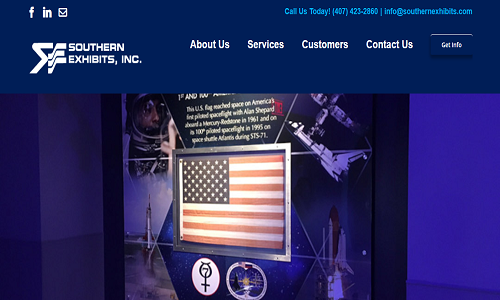 Call Us Today! (407) 423-2860 | info@southernexhibits.com
SOUTHERN
EXHIBITS, INC.
About Us
Services
Customers
Contact Us
Get Info
1ST AND 100TH
This U.S. flag reached space on America's
first piloted spaceflight with Alan Shepard
aboard a Mercury-Redstone in 1961 and on
its 100th piloted spaceflight in 1995 on
space shuttle Atlantis during STS-71.
7